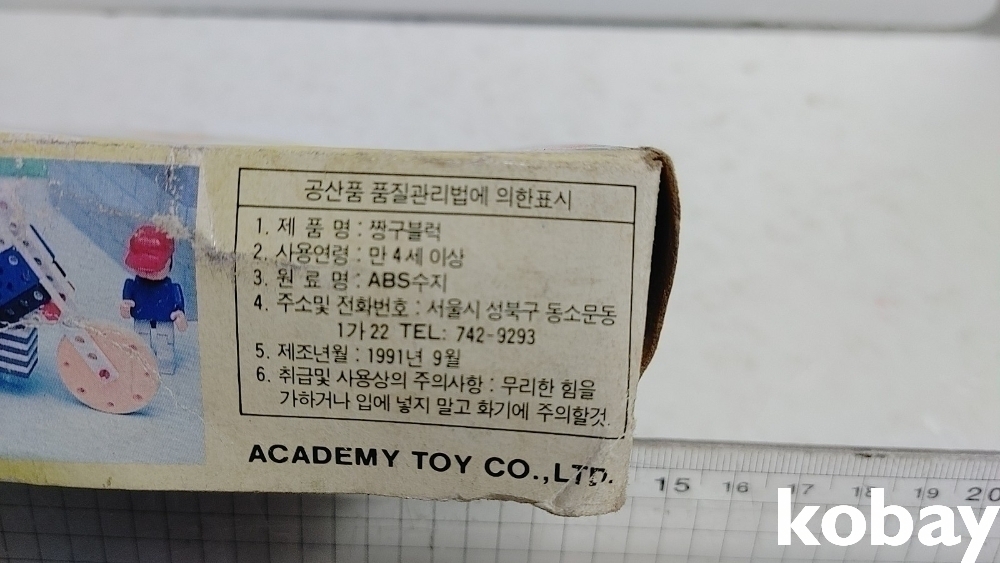 공산품 품질관리법에 의한표시
1. 제 품 명 : 짱구블럭
2. 사용연령 : 만 4세 이상
3. 원 료 명 : ABS수지
4. 주소및 전화번호 : 서울시 성북구 동소문동
1가 22 TEL: 742-9293
5. 제조년월 : 1991년 9월
6. 취급및 사용상의 주의사항 : 무리한 힘을
가하거나 입에 넣지 말고 화기에 주의할것.
ACADEMY TOY CO.,LTD.
15 16 17 18 19 20
kobay